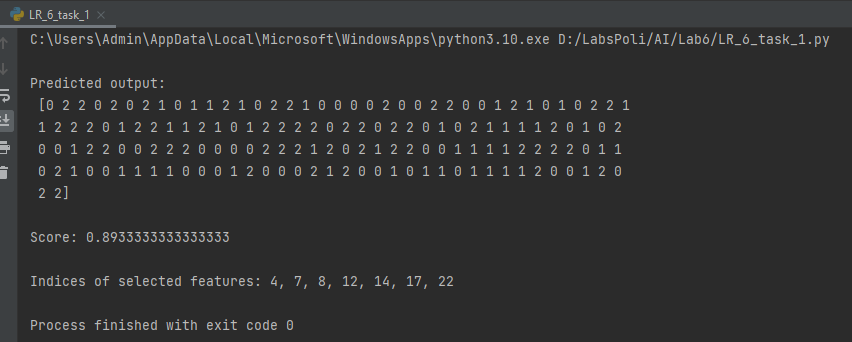 LR_6_task_1
C:\Users\Admin\AppData\Local\Microsoft\WindowsApps\python3.10.exe D:/LabsPoli/AI/Lab6/LR_6_task_1.py
Predicted output:
[0 2 2 0 2 0 2 1 0 1 1 2 1 0 2 2 1 0 0 0 0 2 0 0 2 2 0 0 1 2 1 0 1 0 2 2 1
1 2 2 2 0 1 2 2 1 1 2 1 0 1 2 2 2 2 0 2 2 0 2 2 0 1 0 2 1 1 1 1 2 0 1 0 2
0 0 1 2 2 0 0 2 2 2 0 0 0 0 2 2 2 1 2 0 2 1 2 2 0 0 1 1 1 1 2 2 2 2 0 1 1
0 2 1 0 0 1 1 1 1 0 0 0 1 2 0 0 0 2 1 2 0 0 1 0 1 1 0 1 1 1 1 2 0 0 1 2 0
2 2]
Score: 0.8933333333333333
Indices of selected features: 4, 7, 8, 12, 14, 17, 22
Process finished with exit code 0